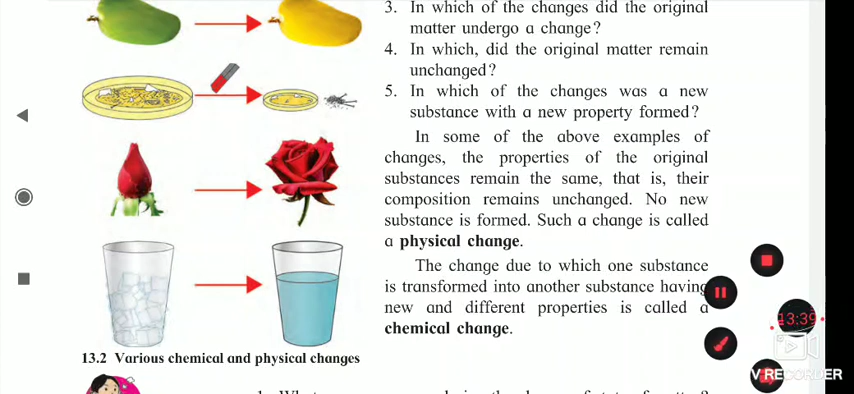 3. In which of the changes did the original
matter undergo a change?
4. In which, did the original matter remain
unchanged?
5. In which of the changes was a new
substance with a new property formed?
In some of the above examples of
changes, the properties of the original
substances remain the same, that is, their
composition remains unchanged. No new
substance is formed. Such a change is called
a physical change.
The change due to which one substance
is transformed into another substance having
new and different properties is called a
chemical change.
13.2 Various chemical and physical changes
13:39
V RECORDER